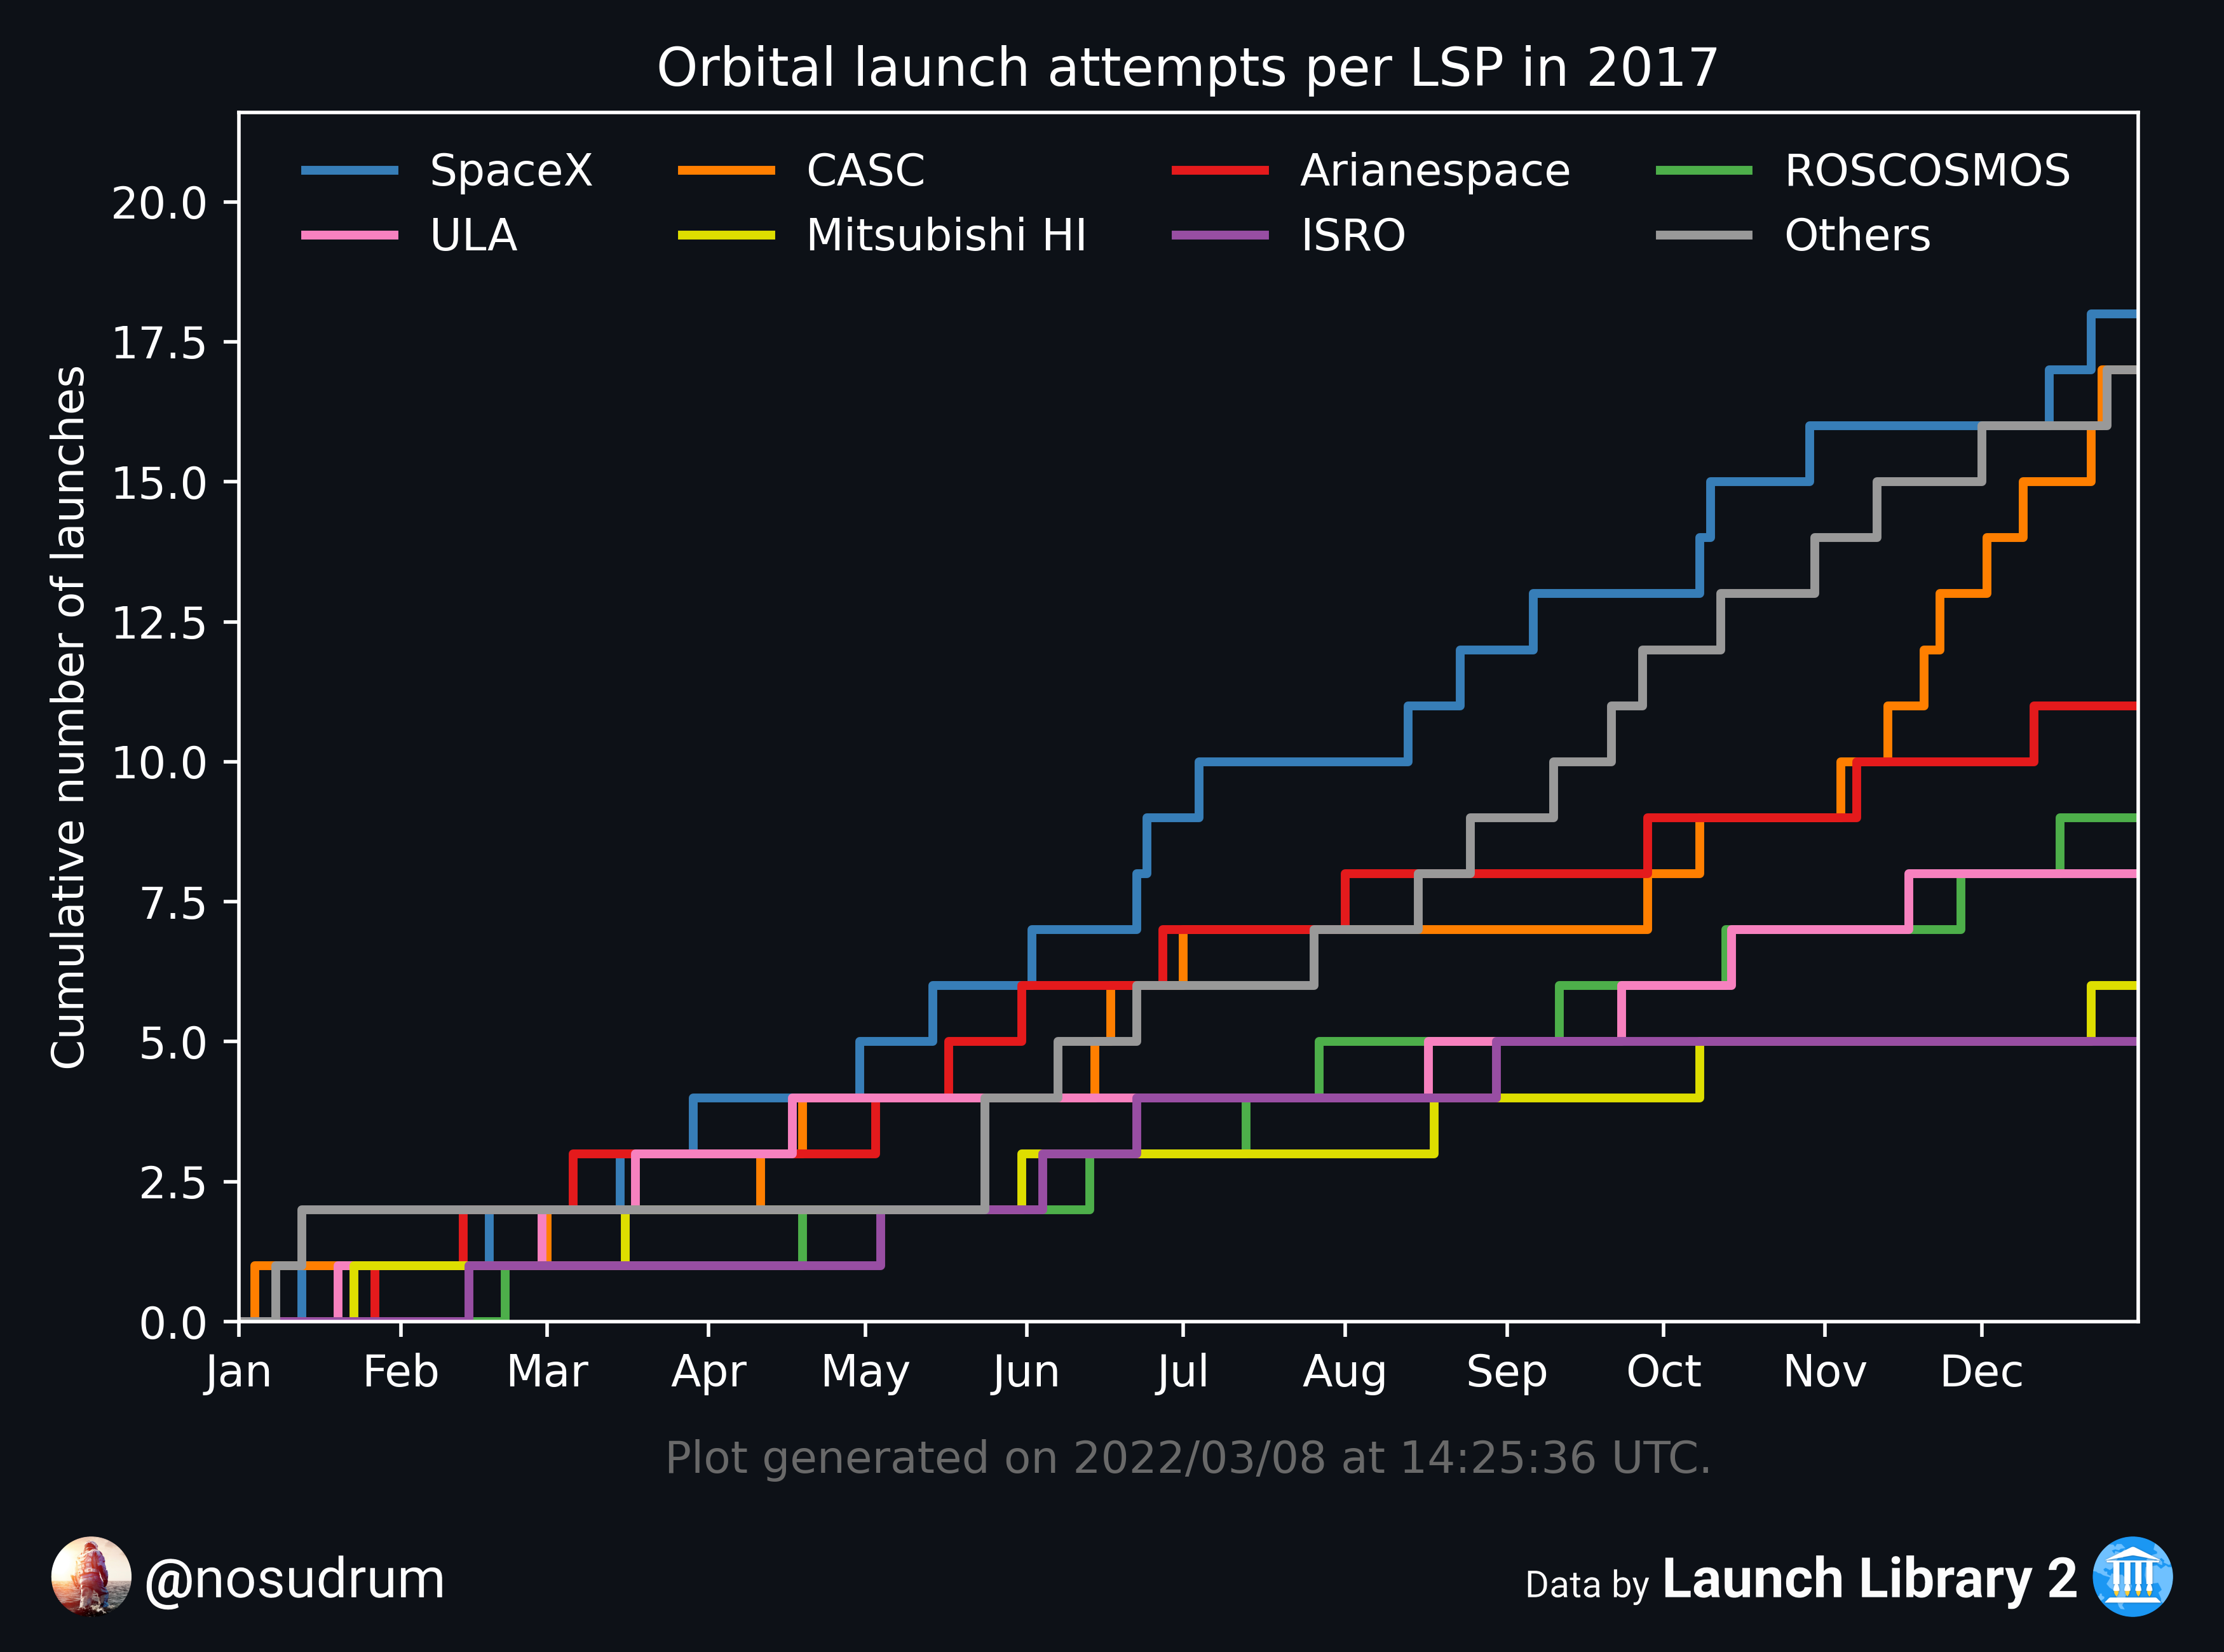 Orbital launch attempts per LSP in 2017
SpaceX CASC Arianespace ROSCOSMOS
ULA Mitsubishi HI ISRO Others
Cumulative number of launches
20.0
17.5
15.0
12.5
10.0
7.5
5.0
2.5
0.0
Jan Feb Mar Apr May Jun Jul Aug Sep Oct Nov Dec
Plot generated on 2022/03/08 at 14:25:36 UTC.
@nosudrum
Data by Launch Library 2